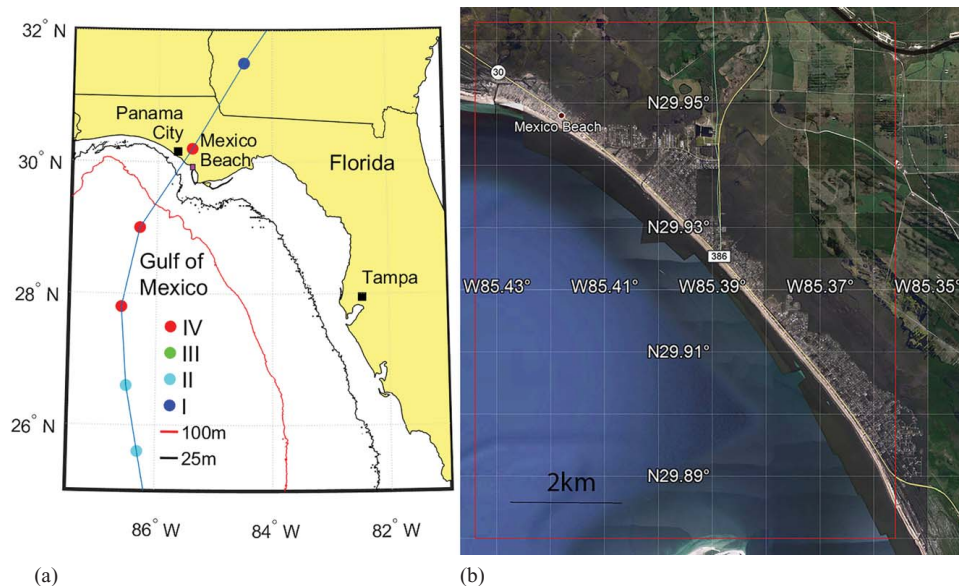 32° N
Panama
City
Mexico
Beach
30° N
Florida
Gulf of
Mexico
Tampa
28° N
IV
III
II
I
26° N
100m
25m
86° W
84° W
82° W
(a)
30
N29.95°
Mexico Beach
N29.93°
386
W85.43°
W85.41°
W85.39°
W85.37°
W85.35°
N29.91°
N29.89°
2km
(b)